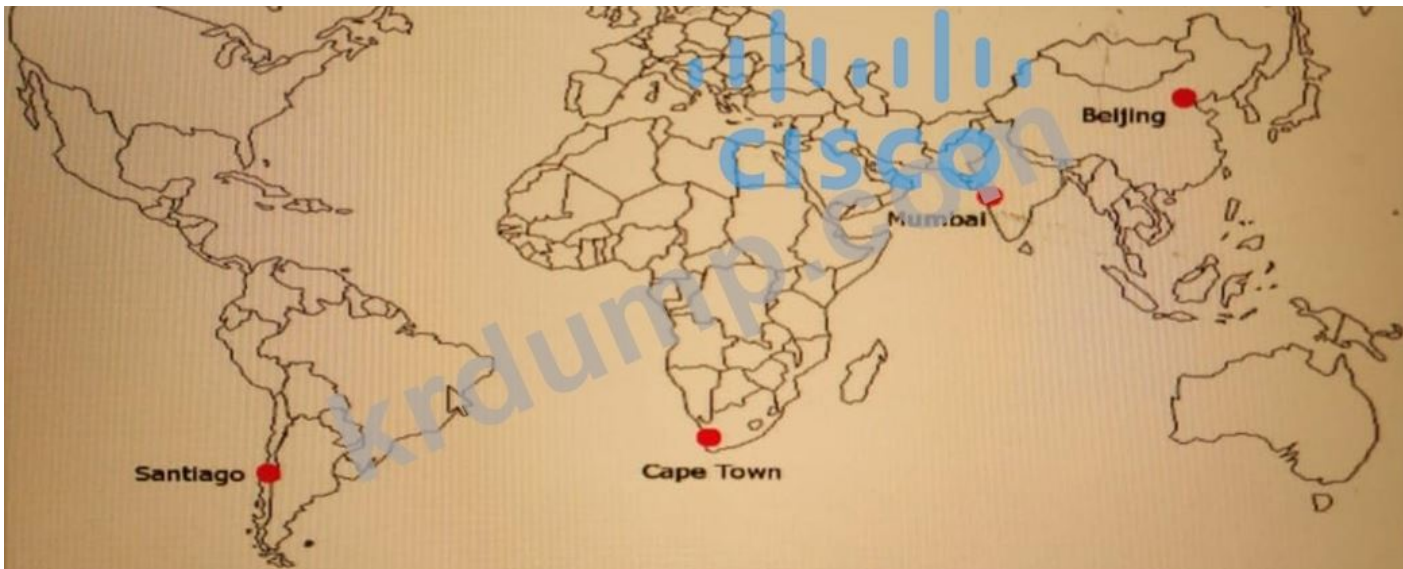 cisco
Beijing
Mumbai
krdump.com
Santiago
Cape Town